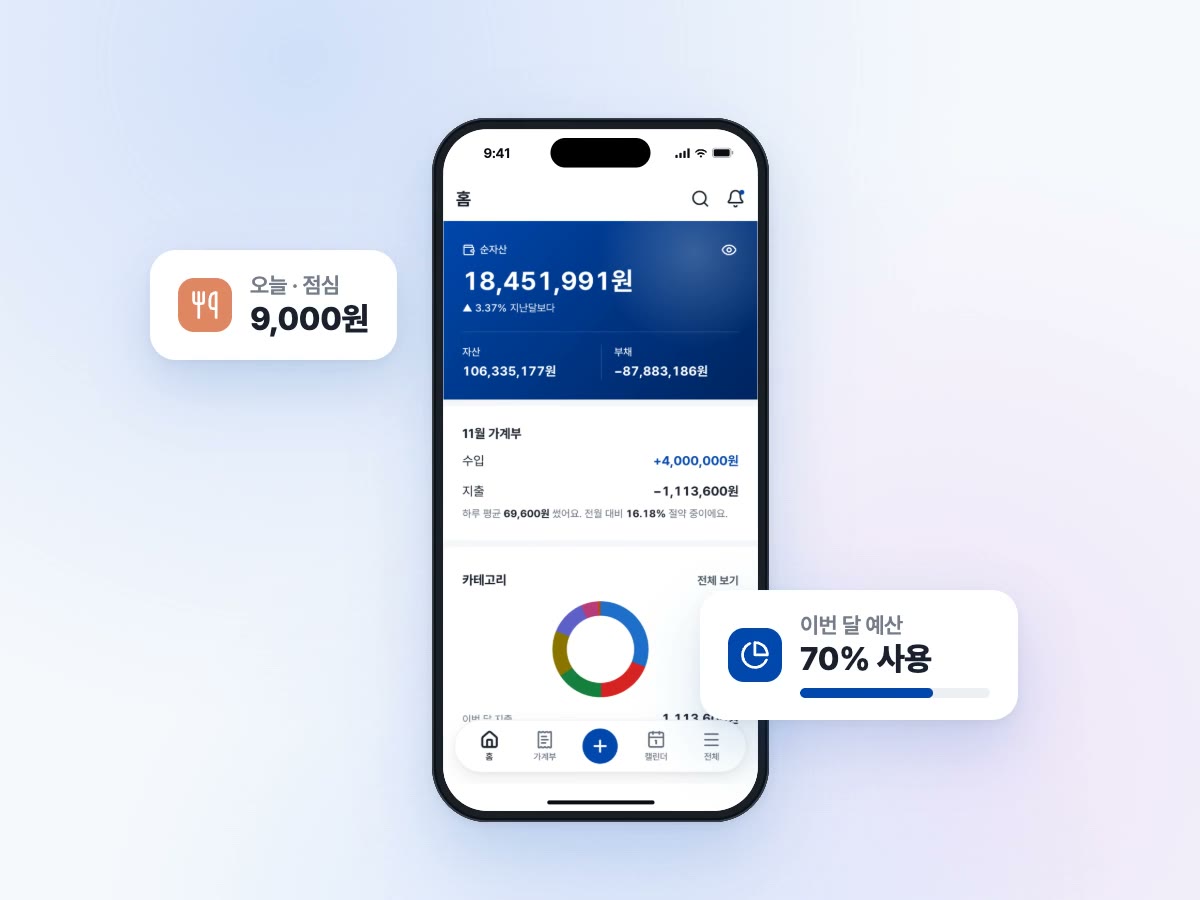 9:41
홈
순자산
18,451,991원
▲ 3.37% 지난달보다
자산
부채
106,335,177원
−87,883,186원
오늘 · 점심
9,000원
11월 가계부
수입
+4,000,000원
지출
−1,113,600원
하루 평균 69,600원 썼어요. 전월 대비 16.18% 절약 중이에요.
카테고리
전체 보기
이번 달 예산
70% 사용
이번 달 지출
홈
가계부
1
캘린더
전체